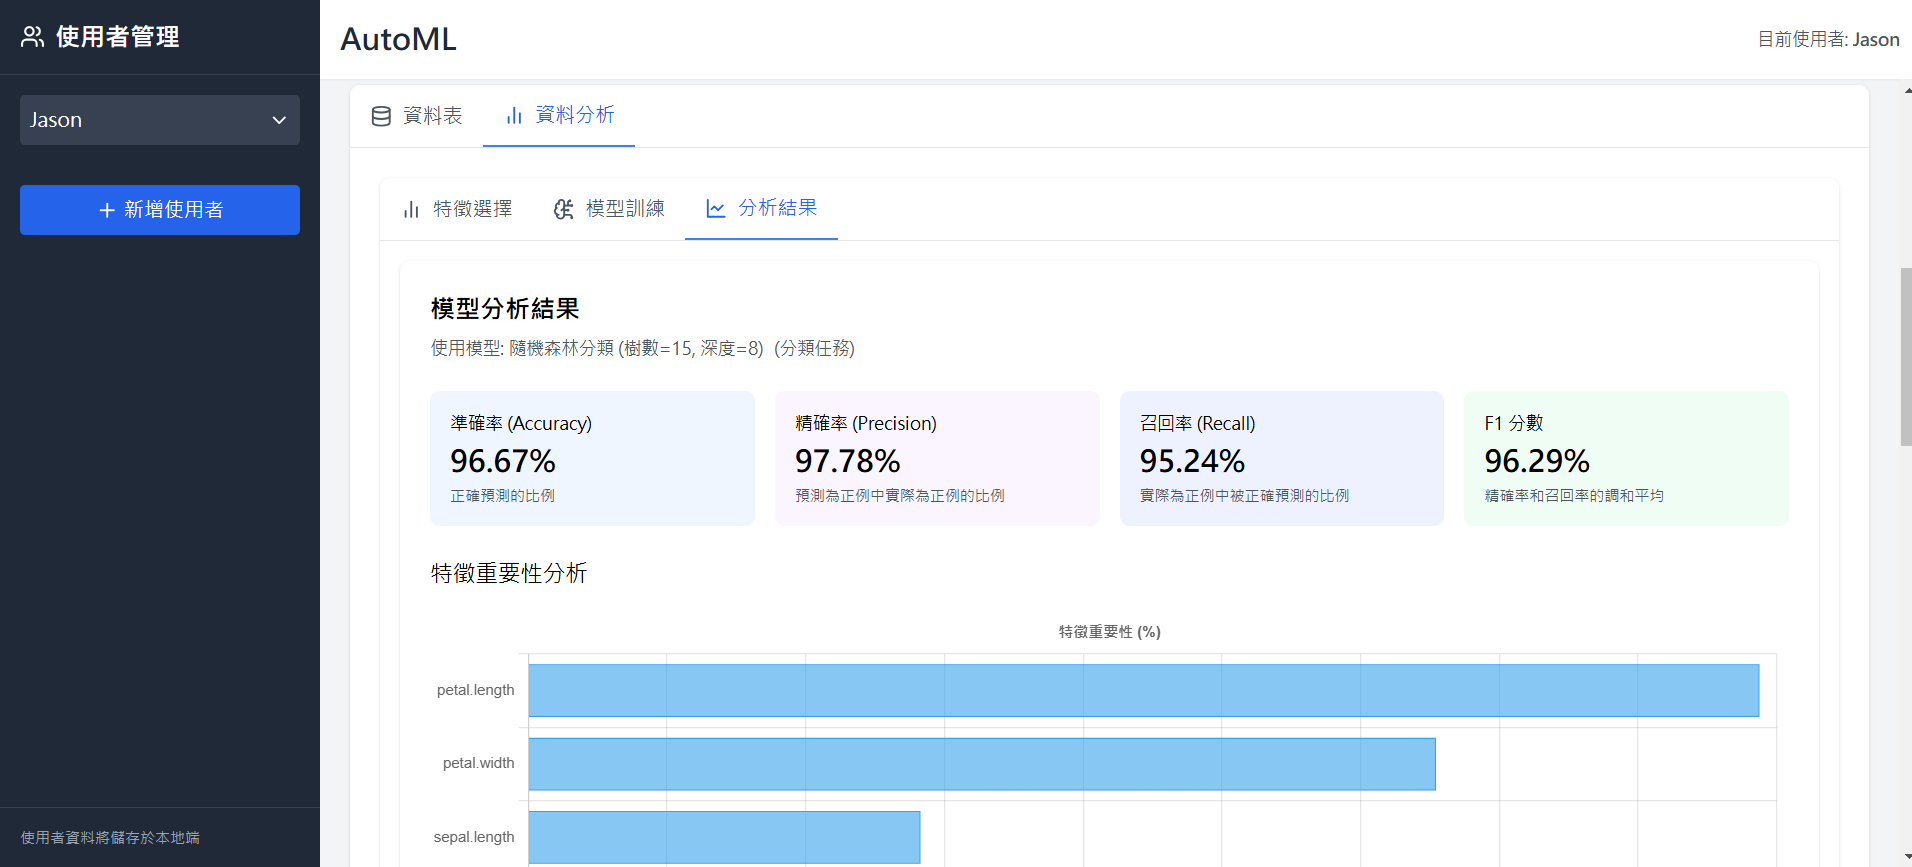 使用者管理
Jason
新增使用者
使用者資料將儲存於本地端
AutoML
目前使用者: Jason
資料表
資料分析
特徵選擇
模型訓練
分析結果
模型分析結果
使用模型: 隨機森林分類 (樹數=15, 深度=8) (分類任務)
準確率 (Accuracy)
96.67%
正確預測的比例
精確率 (Precision)
97.78%
預測為正例中實際為正例的比例
召回率 (Recall)
95.24%
實際為正例中被正確預測的比例
F1 分數
96.29%
精確率和召回率的調和平均
特徵重要性分析
特徵重要性 (%)
petal.length
petal.width
sepal.length